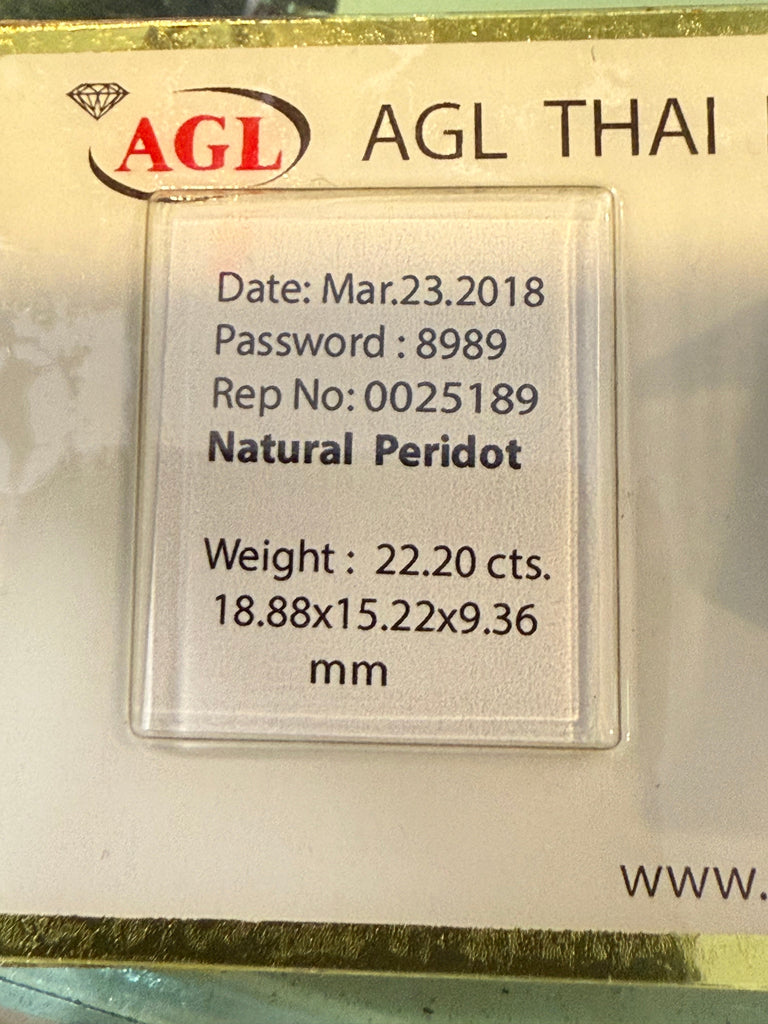 AGL
AGL THAI
Date: Mar.23.2018
Password : 8989
Rep No: 0025189
Natural Peridot
Weight : 22.20 cts.
18.88x15.22x9.36
mm
www.